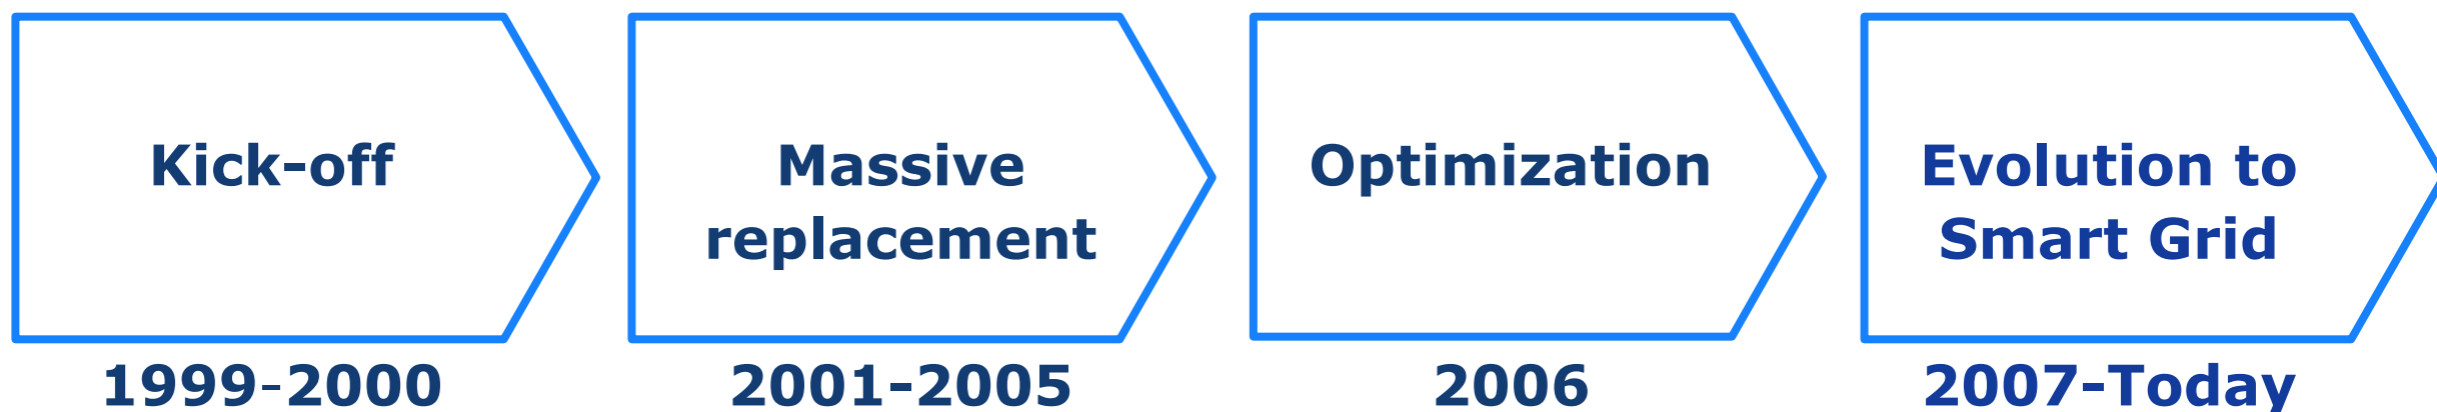 Kick-off
1999-2000
Massive
replacement
2001-2005
Optimization
2006
Evolution to
Smart Grid
2007-Today